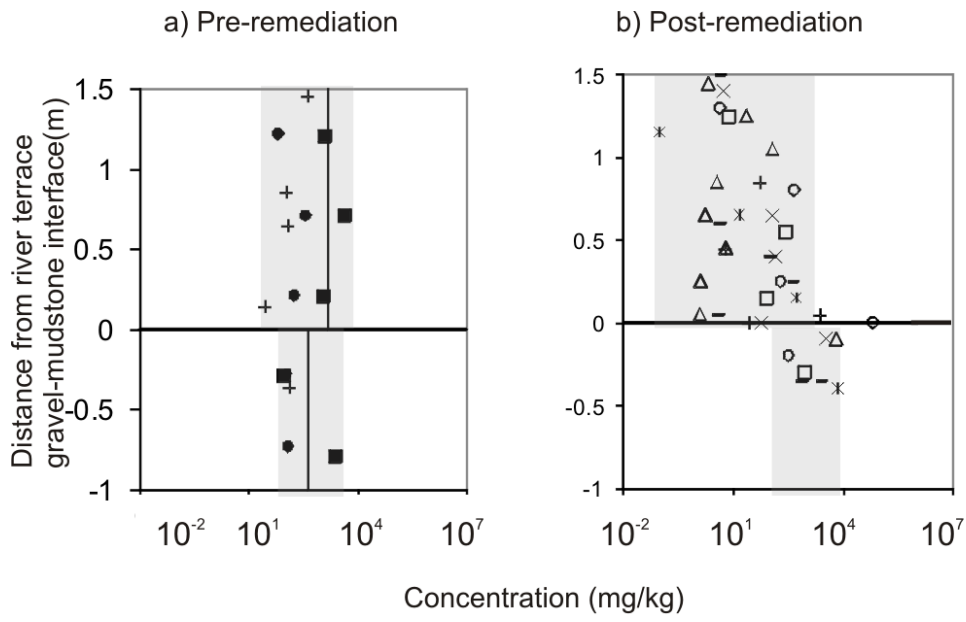 a) Pre-remediation
b) Post-remediation
Distance from river terrace
gravel-mudstone interface(m)
1.5
1
0.5
0
-0.5
-1
10⁻² 10¹ 10⁴ 10⁷
1.5
1
0.5
0
-0.5
-1
10⁻² 10¹ 10⁴ 10⁷
Concentration (mg/kg)